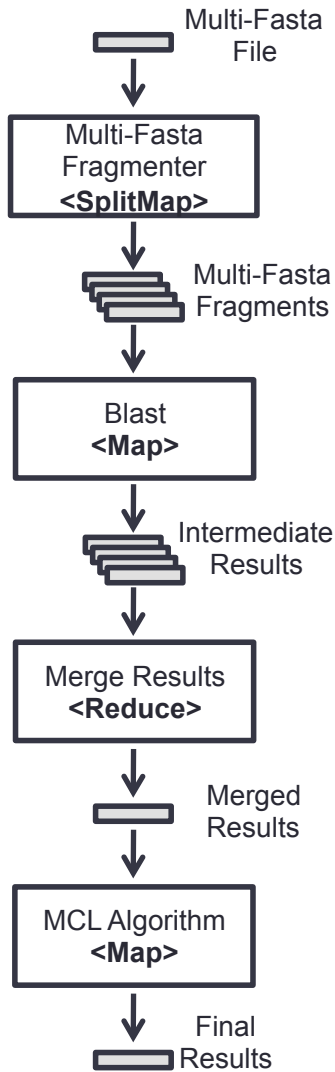 Multi-Fasta
File
Multi-Fasta
Fragmenter
<SplitMap>
Multi-Fasta
Fragments
Blast
<Map>
Intermediate
Results
Merge Results
<Reduce>
Merged
Results
MCL Algorithm
<Map>
Final
Results